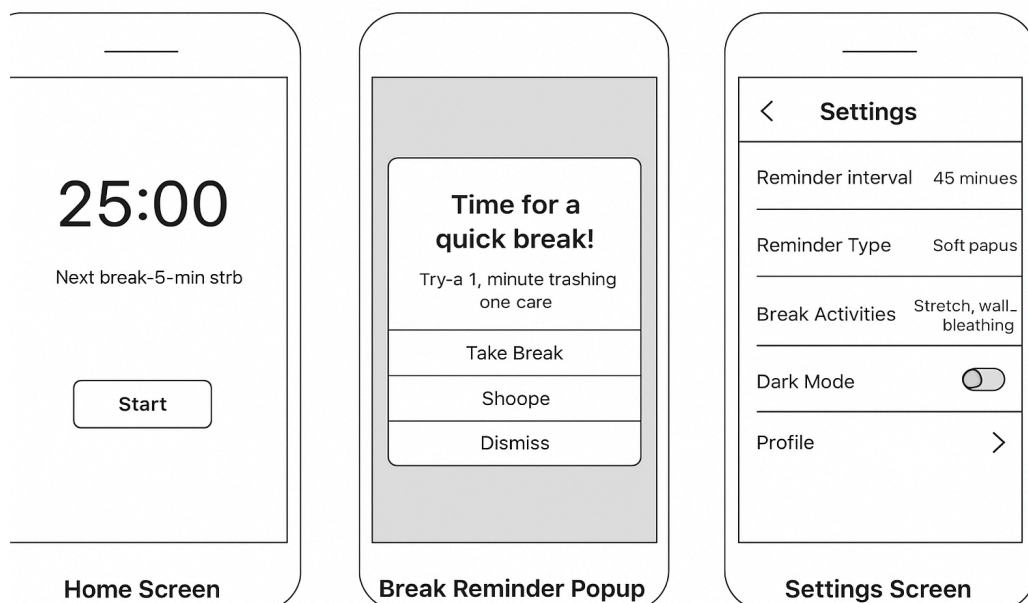 25:00
Next break-5-min strb
Start
Home Screen
Time for a
quick break!
Try-a 1, minute trashing
one care
Take Break
Shoope
Dismiss
Break Reminder Popup
Settings
Reminder interval 45 minues
Reminder Type Soft papus
Break Activities Stretch, wall_
bleathing
Dark Mode
Profile
Settings Screen